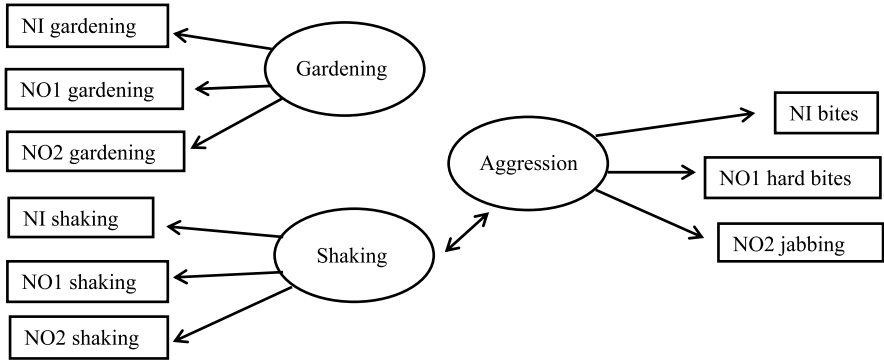 NI gardening
NO1 gardening
NO2 gardening
Gardening
NI shaking
NO1 shaking
NO2 shaking
Shaking
Aggression
NI bites
NO1 hard bites
NO2 jabbing